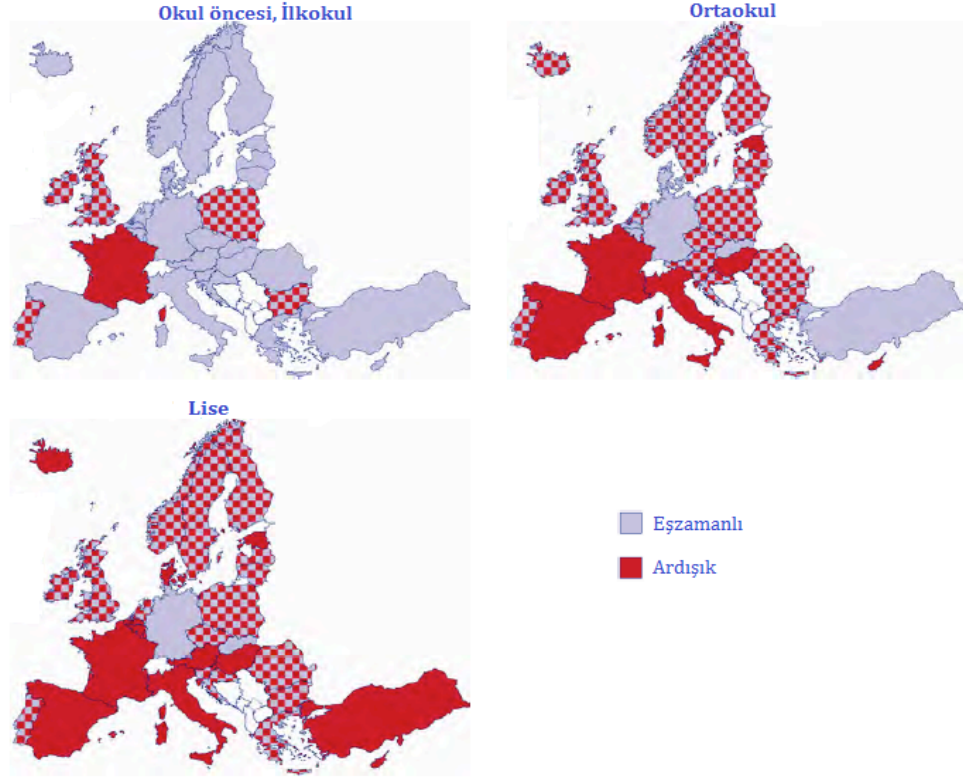 Okul öncesi, İlkokul
Ortaokul
Lise
Eşzamanlı
Ardışık